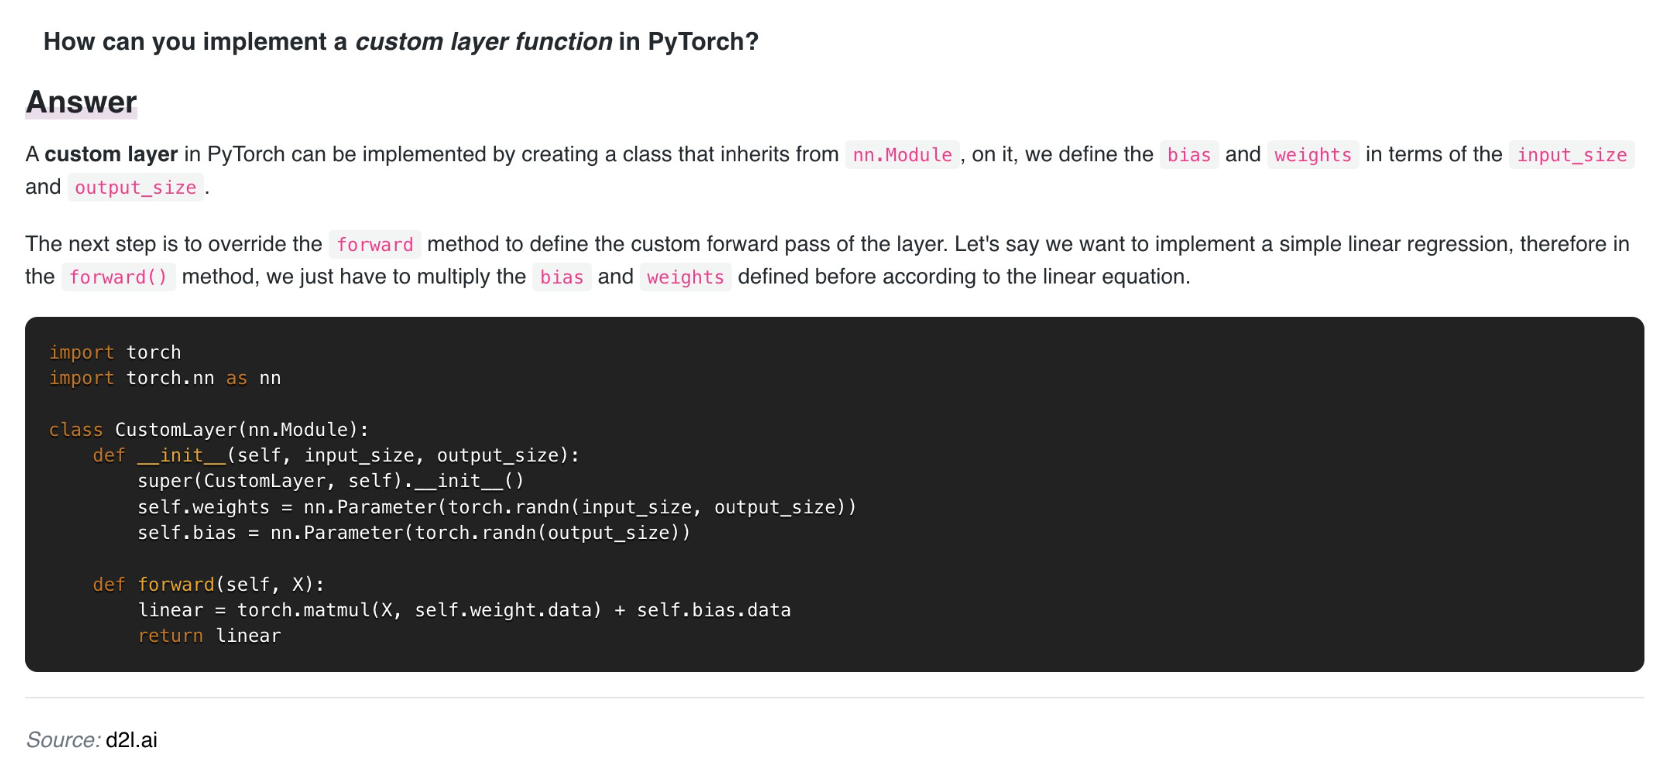 How can you implement a custom layer function in PyTorch?
Answer
A custom layer in PyTorch can be implemented by creating a class that inherits from nn.Module , on it, we define the bias and weights in terms of the input_size
and output_size .
The next step is to override the forward method to define the custom forward pass of the layer. Let's say we want to implement a simple linear regression, therefore in
the forward() method, we just have to multiply the bias and weights defined before according to the linear equation.
import torch
import torch.nn as nn
class CustomLayer(nn.Module):
    def __init__(self, input_size, output_size):
        super(CustomLayer, self).__init__()
        self.weights = nn.Parameter(torch.randn(input_size, output_size))
        self.bias = nn.Parameter(torch.randn(output_size))
    def forward(self, X):
        linear = torch.matmul(X, self.weight.data) + self.bias.data
        return linear
Source: d2l.ai